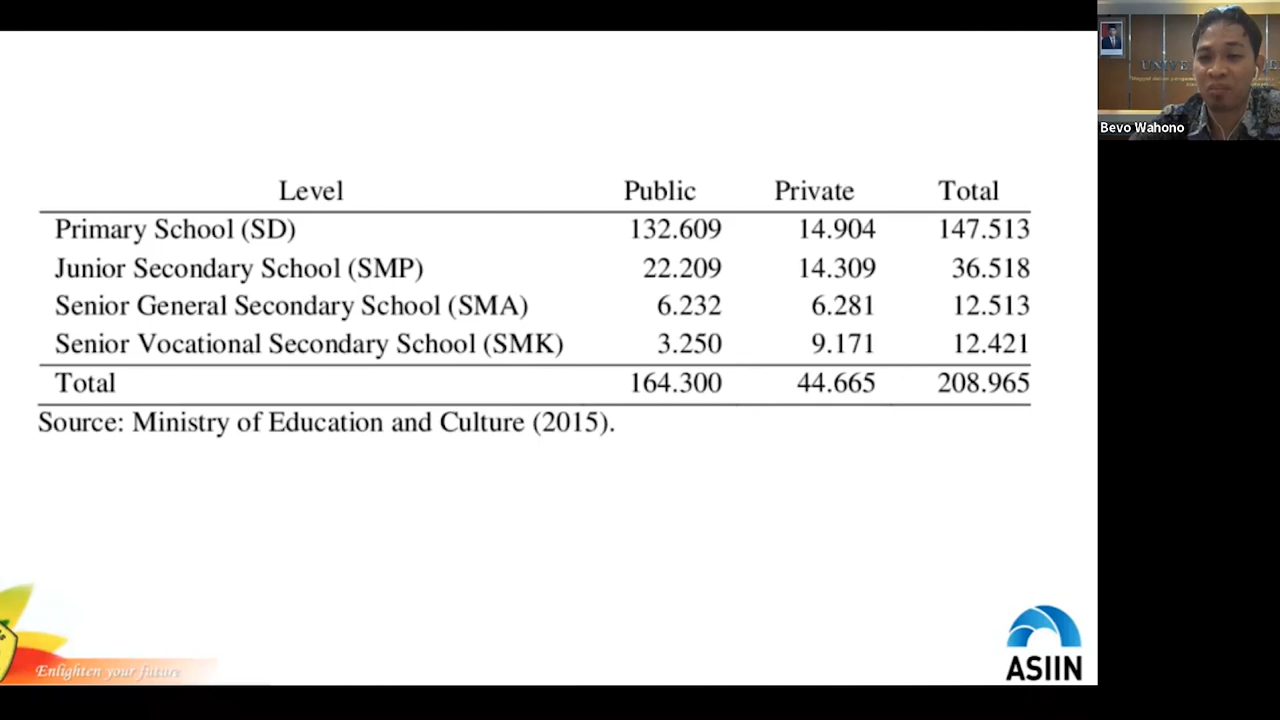 Level Public Private Total
Primary School (SD) 132.609 14.904 147.513
Junior Secondary School (SMP) 22.209 14.309 36.518
Senior General Secondary School (SMA) 6.232 6.281 12.513
Senior Vocational Secondary School (SMK) 3.250 9.171 12.421
Total 164.300 44.665 208.965
Source: Ministry of Education and Culture (2015).
Enlighten your future
ASIIN
Bevo Wahono